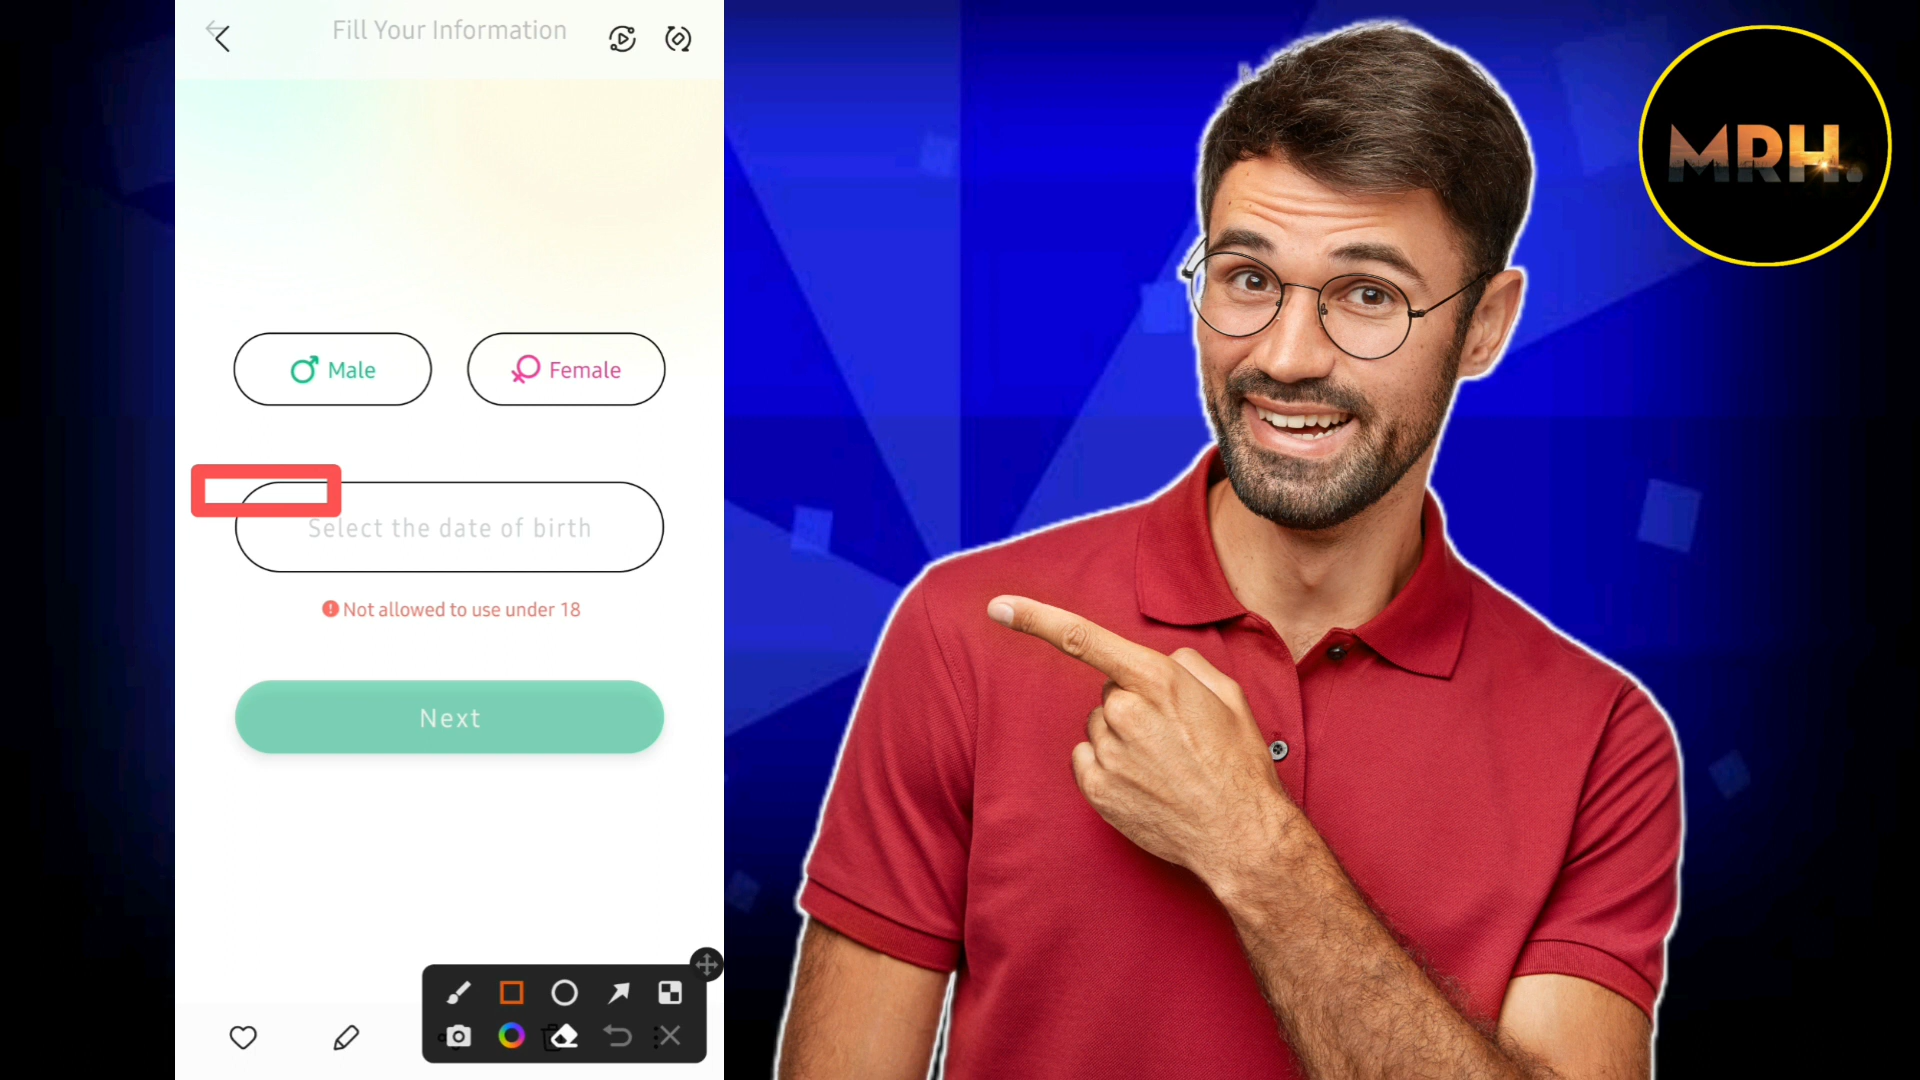 Fill Your Information
MRH.
Male
Female
Select the date of birth
Not allowed to use under 18
Next